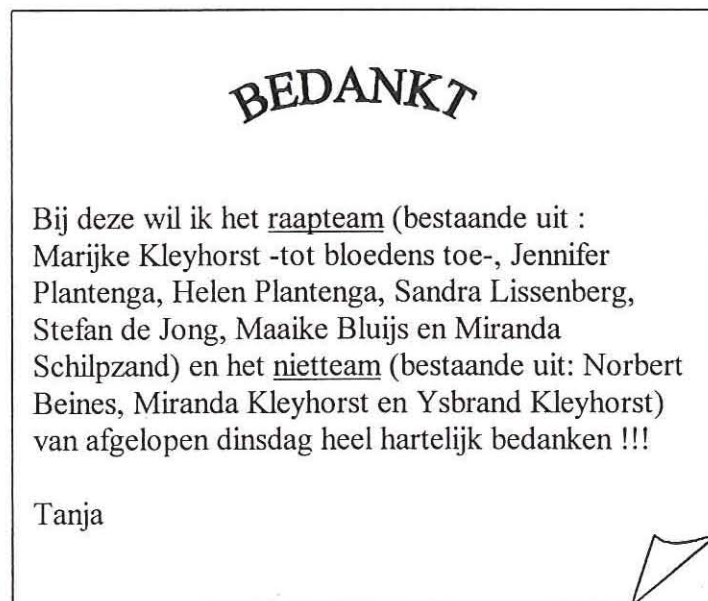 BEDANKT
Bij deze wil ik het raapteam (bestaande uit :
Marijke Kleyhorst -tot bloedens toe-, Jennifer
Plantenga, Helen Plantenga, Sandra Lissenberg,
Stefan de Jong, Maaike Bluijs en Miranda
Schilpzand) en het nietteam (bestaande uit: Norbert
Beines, Miranda Kleyhorst en Ysbrand Kleyhorst)
van afgelopen dinsdag heel hartelijk bedanken !!!
Tanja